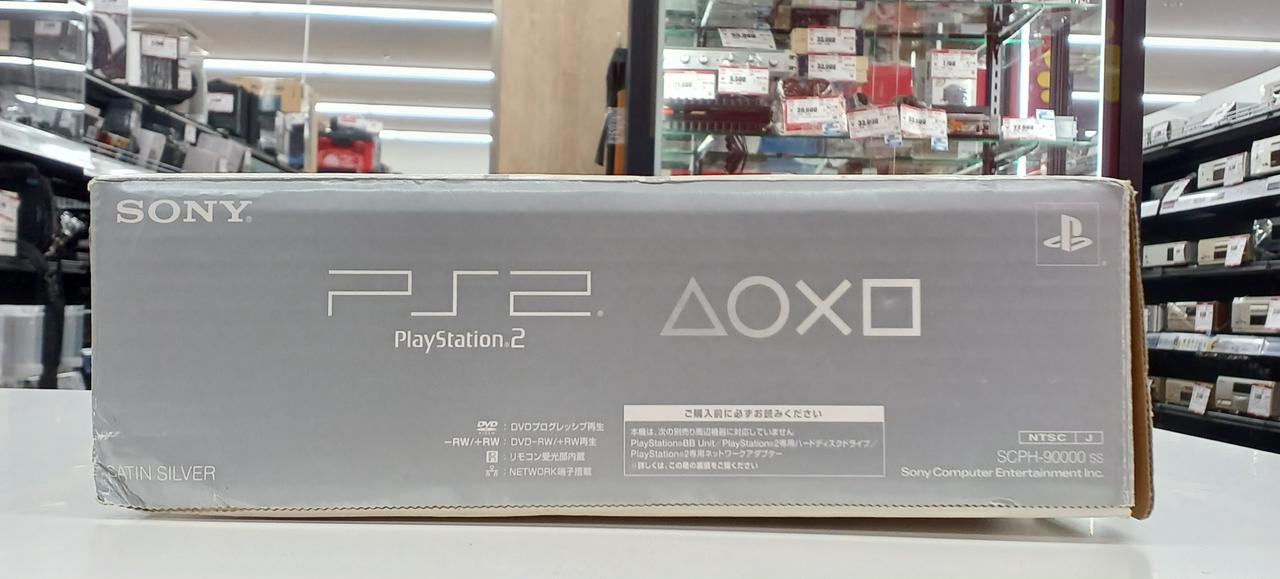 SONY®
PS2®
PlayStation®2
△○×□
DVD : DVDプログレッシブ再生
-RW/+RW : DVD-RW/+RW再生
: リモコン受光部内蔵
: NETWORK端子搭載
ご購入前に必ずお読みください
本機は、次の別売り周辺機器に対応していません
PlayStation®BB Unit/PlayStation®2専用ハードディスクドライブ/
PlayStation®2専用ネットワークアダプター
※詳しくは、この箱の裏面をご覧ください
SATIN SILVER
NTSC J
SCPH-90000 SS
Sony Computer Entertainment Inc.